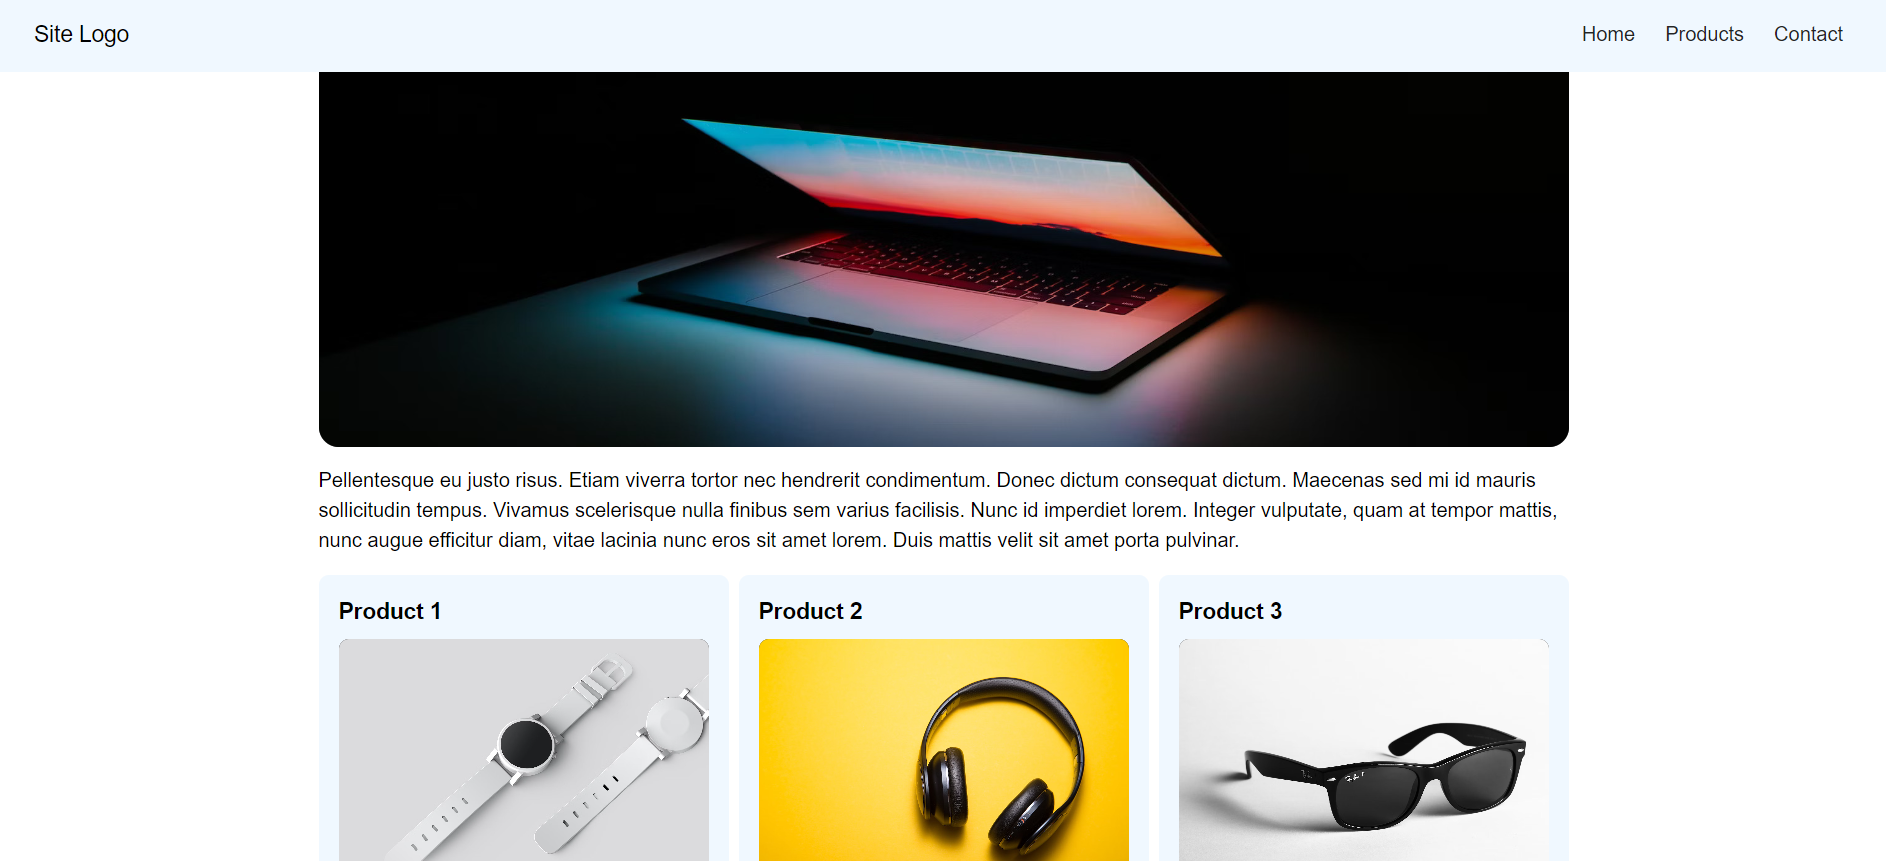 Site Logo
Home Products Contact
Pellentesque eu justo risus. Etiam viverra tortor nec hendrerit condimentum. Donec dictum consequat dictum. Maecenas sed mi id mauris
sollicitudin tempus. Vivamus scelerisque nulla finibus sem varius facilisis. Nunc id imperdiet lorem. Integer vulputate, quam at tempor mattis,
nunc augue efficitur diam, vitae lacinia nunc eros sit amet lorem. Duis mattis velit sit amet porta pulvinar.
Product 1
Product 2
Product 3